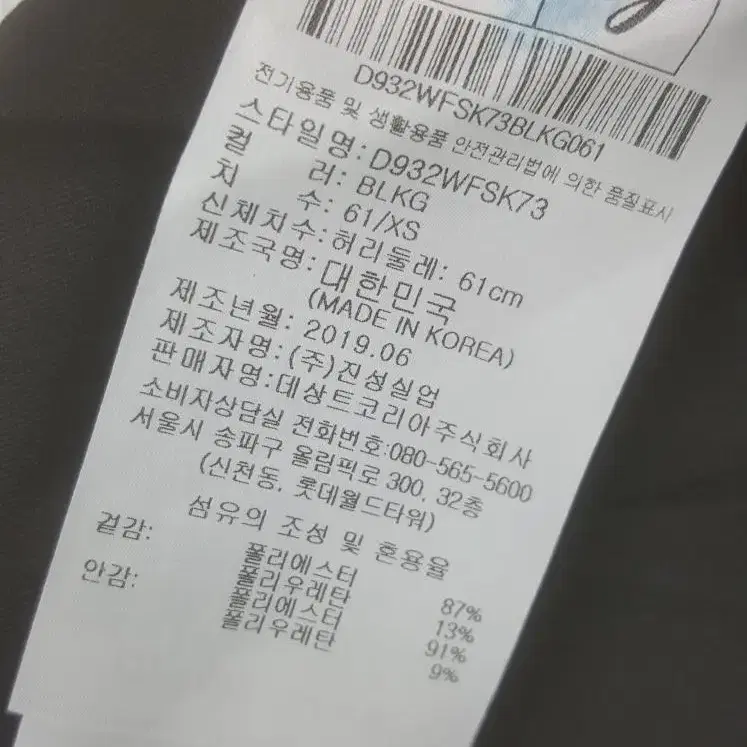 D932WFSK73BLKG061
전기용품 및 생활용품 안전관리법에 의한 품질표시
스타일명: D932WFSK73
컬 러: BLKG
치 수: 61/XS
신체치수: 허리둘레: 61cm
제조국명: 대한민국
(MADE IN KOREA)
제조년월: 2019.06
제조자명: (주)진성실업
판매자명: 데상트코리아주식회사
소비자상담실 전화번호:080-565-5600
서울시 송파구 올림픽로 300, 32층
(신천동, 롯데월드타워)
섬유의 조성 및 혼용율
겉감: 폴리에스터 87%
폴리우레탄 13%
안감: 폴리에스터 91%
폴리우레탄 9%